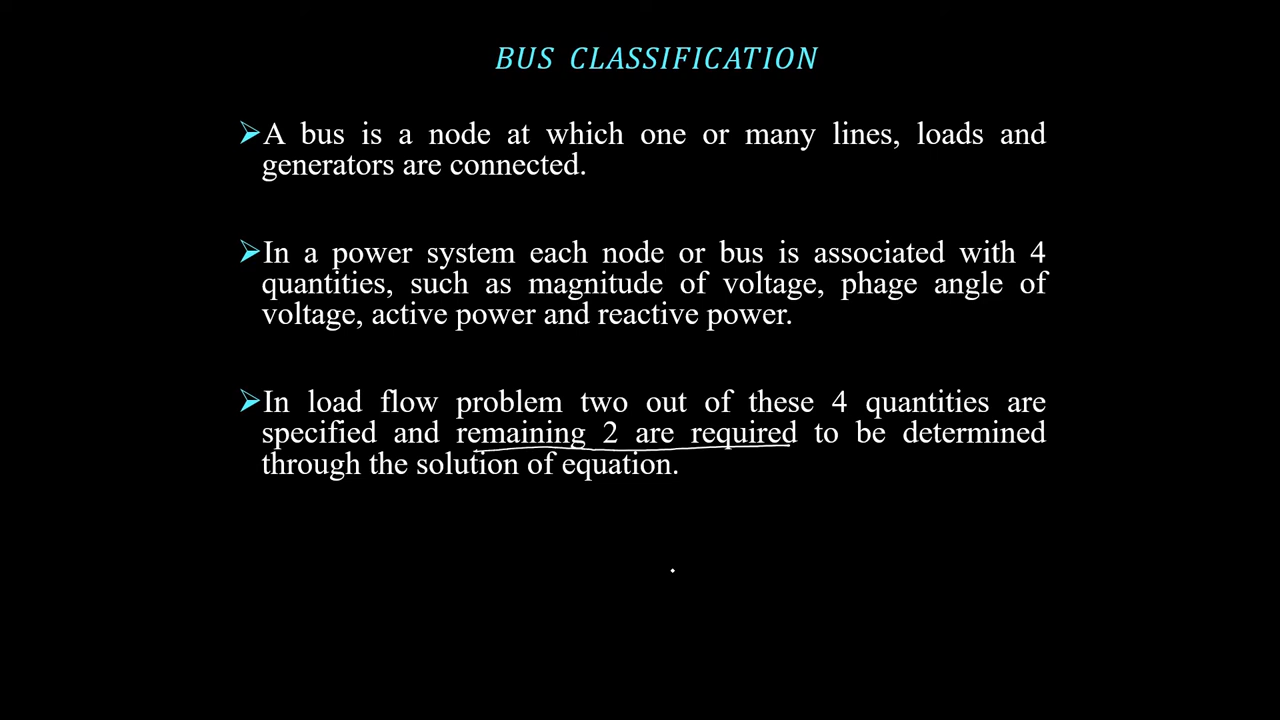 BUS CLASSIFICATION
➢A bus is a node at which one or many lines, loads and
generators are connected.
➢In a power system each node or bus is associated with 4
quantities, such as magnitude of voltage, phage angle of
voltage, active power and reactive power.
➢In load flow problem two out of these 4 quantities are
specified and remaining 2 are required to be determined
through the solution of equation.